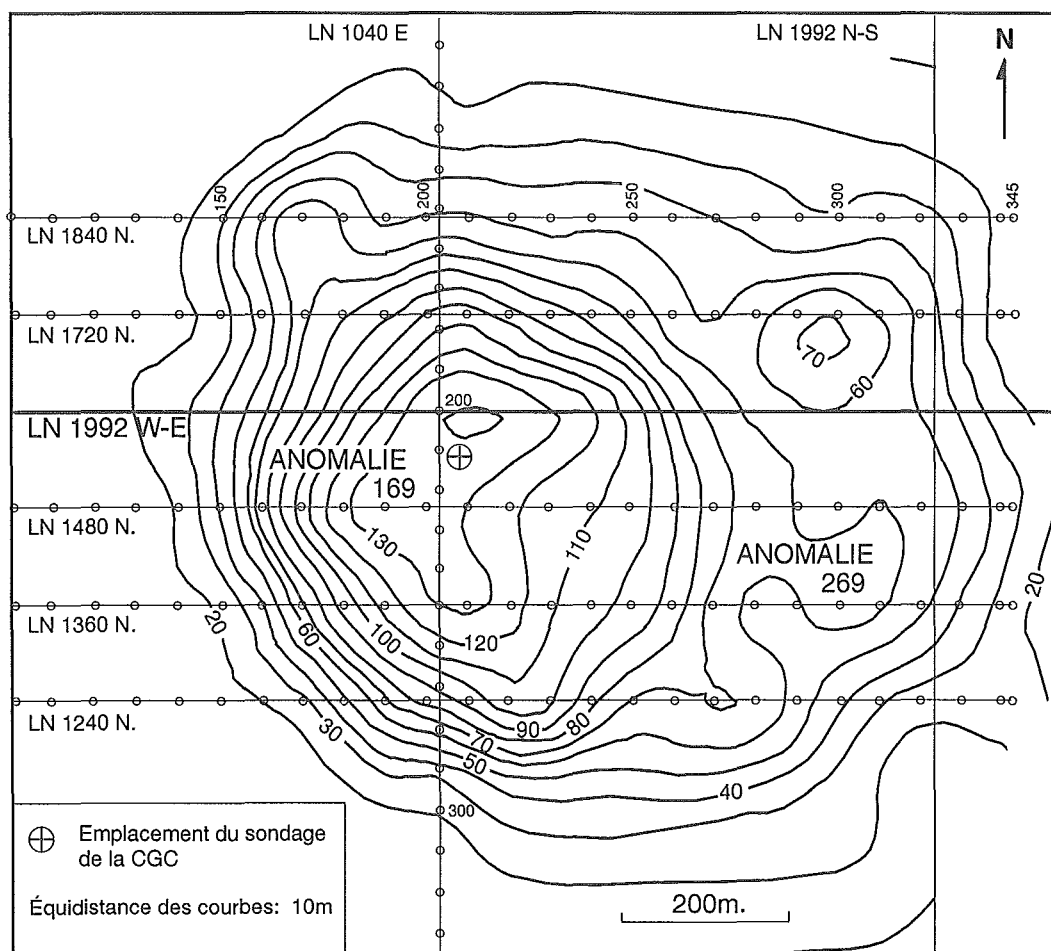 LN 1040 E
LN 1992 N-S
N
150
200
250
300
345
LN 1840 N.
LN 1720 N.
70
60
200
LN 1992 W-E
ANOMALIE
169
LN 1480 N.
130
110
ANOMALIE
269
20
LN 1360 N.
20
60
100
120
LN 1240 N.
30
70
50
90
80
40
300
Emplacement du sondage
de la CGC
Équidistance des courbes: 10m
200m.